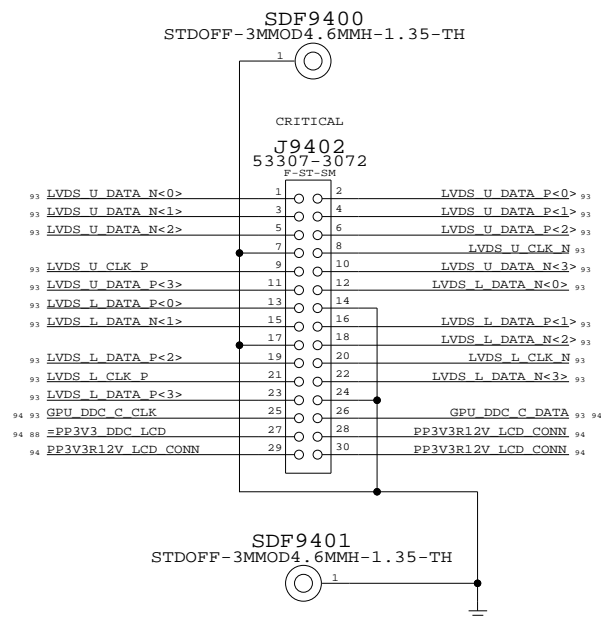 SDF9400
STDOFF-3MMOD4.6MMH-1.35-TH
1
CRITICAL
J9402
53307-3072
F-ST-SM
93 LVDS_U_DATA_N<0> 1 2 LVDS_U_DATA_P<0> 93
93 LVDS_U_DATA_N<1> 3 4 LVDS_U_DATA_P<1> 93
93 LVDS_U_DATA_N<2> 5 6 LVDS_U_DATA_P<2> 93
7 8 LVDS_U_CLK_N 93
93 LVDS_U_CLK_P 9 10 LVDS_U_DATA_N<3> 93
93 LVDS_U_DATA_P<3> 11 12 LVDS_L_DATA_N<0> 93
93 LVDS_L_DATA_P<0> 13 14
93 LVDS_L_DATA_N<1> 15 16 LVDS_L_DATA_P<1> 93
17 18 LVDS_L_DATA_N<2> 93
93 LVDS_L_DATA_P<2> 19 20 LVDS_L_CLK_N 93
93 LVDS_L_CLK_P 21 22 LVDS_L_DATA_N<3> 93
93 LVDS_L_DATA_P<3> 23 24
94 93 GPU_DDC_C_CLK 25 26 GPU_DDC_C_DATA 93 94
94 88 =PP3V3_DDC_LCD 27 28 PP3V3R12V_LCD_CONN 94
94 PP3V3R12V_LCD_CONN 29 30 PP3V3R12V_LCD_CONN 94
SDF9401
STDOFF-3MMOD4.6MMH-1.35-TH
1